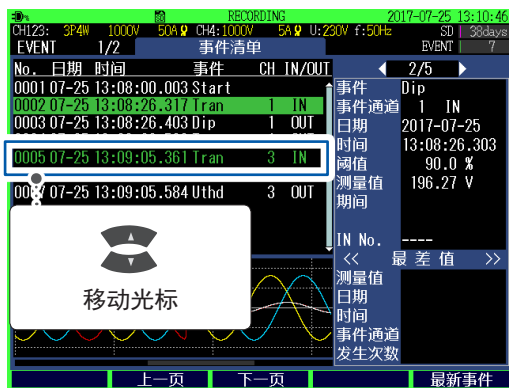 RECORDING 2017-07-25 13:10:46
CH123: 3P4W 1000V 50A CH4:1000V 5A U:230V f:50Hz SD 38days
EVENT 1/2 事件清单 EVENT 7
No. 日期 时间 事件 CH IN/OUT
0001 07-25 13:08:00.003 Start
0002 07-25 13:08:26.317 Tran 1 IN
0003 07-25 13:08:26.403 Dip 1 OUT
0005 07-25 13:09:05.361 Tran 3 IN
07-25 13:09:05.584 Uthd 3 OUT
移动光标
2/5
事件 Dip
事件通道 1 IN
日期 2017-07-25
时间 13:08:26.303
阈值 90.0 %
测量值 196.27 V
期间
IN No. ----
<< 最差值 >>
测量值
日期
时间
事件通道
发生次数
上一页 下一页 最新事件